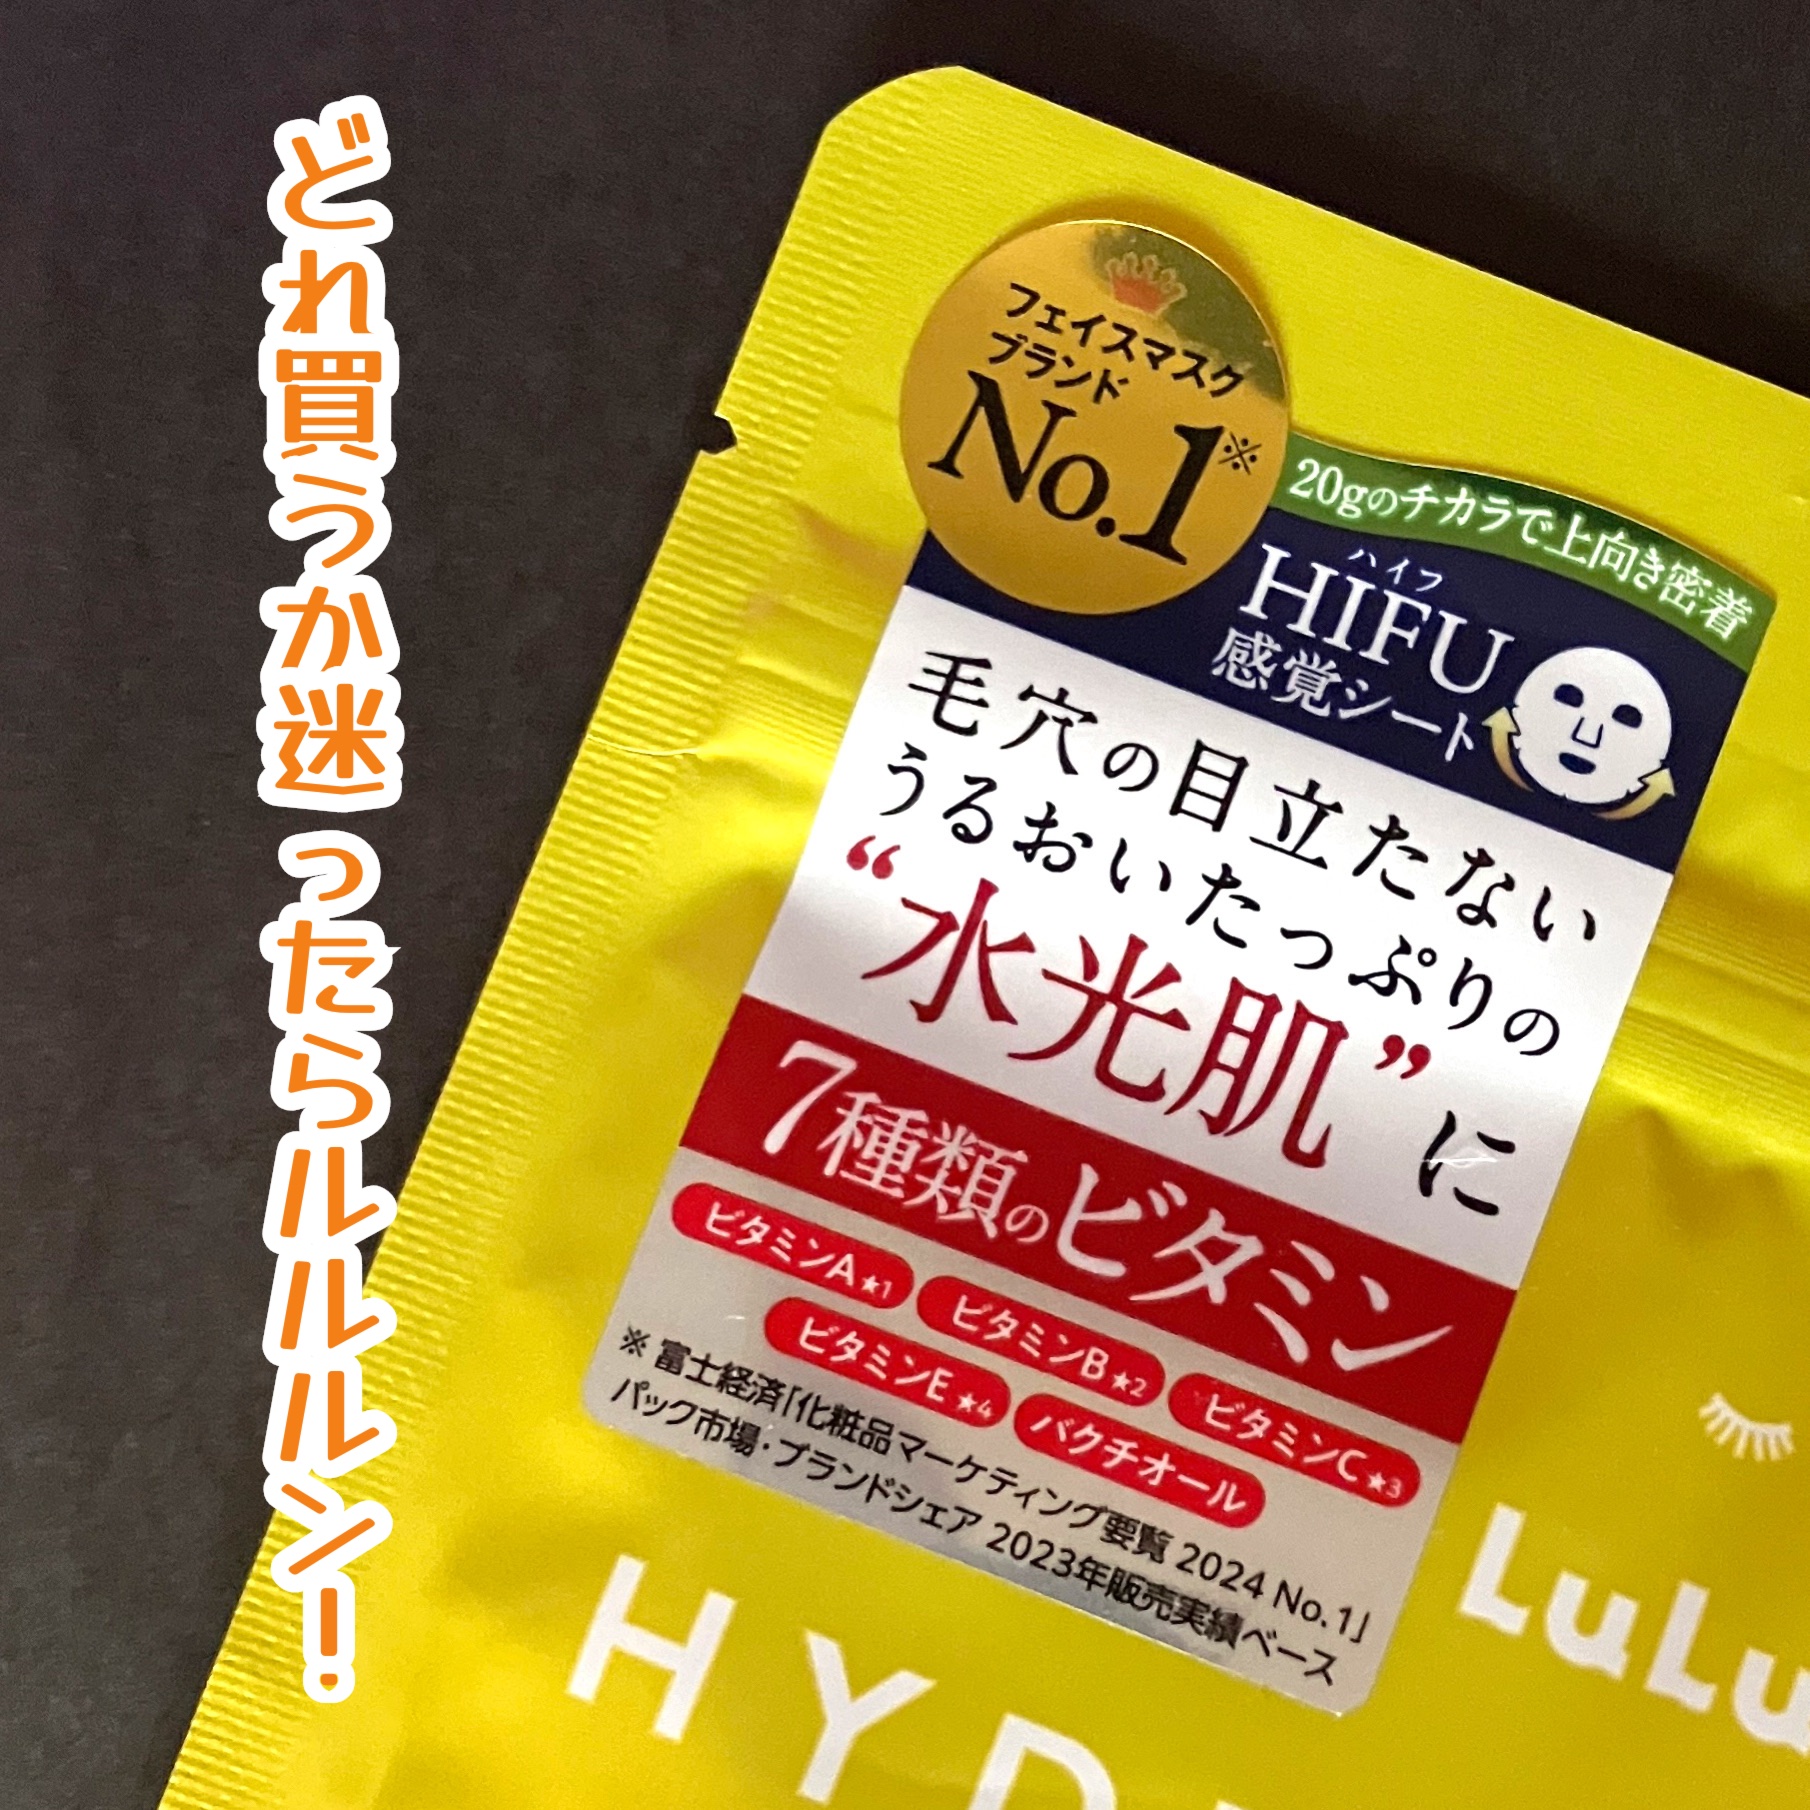 どれ買うか迷ったらルルルン!
フェイスマスク
ブランド
No.1※
20gのチカラで上向き密着
ハイフ
HIFU
感覚シート
毛穴の目立たない
うるおいたっぷりの
“水光肌”に
7種類のビタミン
ビタミンA★1
ビタミンB★2
ビタミンC★3
ビタミンE★4
バクチオール
※ 富士経済「化粧品マーケティング要覧 2024 No.1」
パック市場・ブランドシェア 2023年販売実績ベース
LuLu
HYD